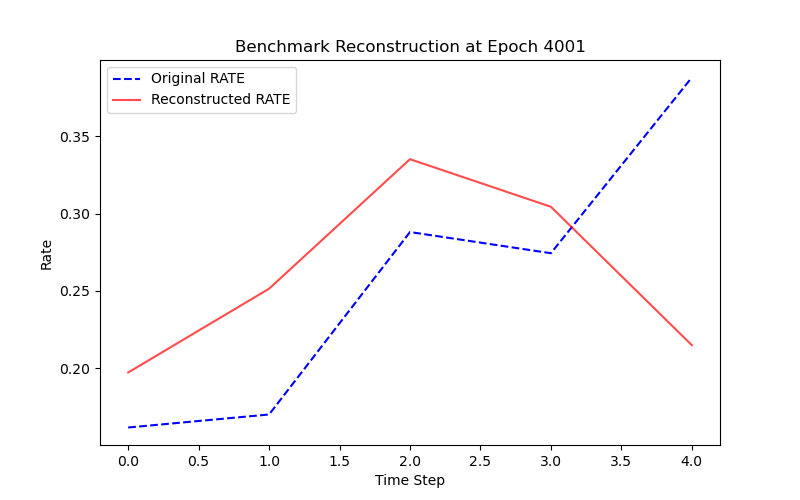 Benchmark Reconstruction at Epoch 4001
Original RATE
Reconstructed RATE
0.35
0.30
0.25
0.20
Rate
0.0 0.5 1.0 1.5 2.0 2.5 3.0 3.5 4.0
Time Step